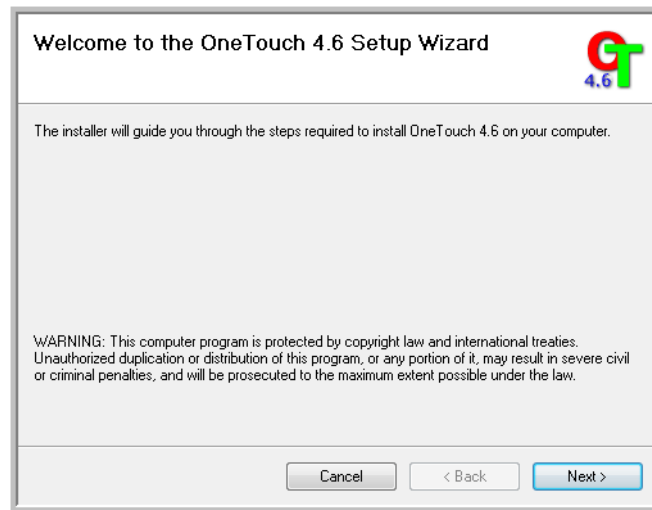 Welcome to the OneTouch 4.6 Setup Wizard
OT
4.6
The installer will guide you through the steps required to install OneTouch 4.6 on your computer.
WARNING: This computer program is protected by copyright law and international treaties.
Unauthorized duplication or distribution of this program, or any portion of it, may result in severe civil
or criminal penalties, and will be prosecuted to the maximum extent possible under the law.
Cancel
< Back
Next >